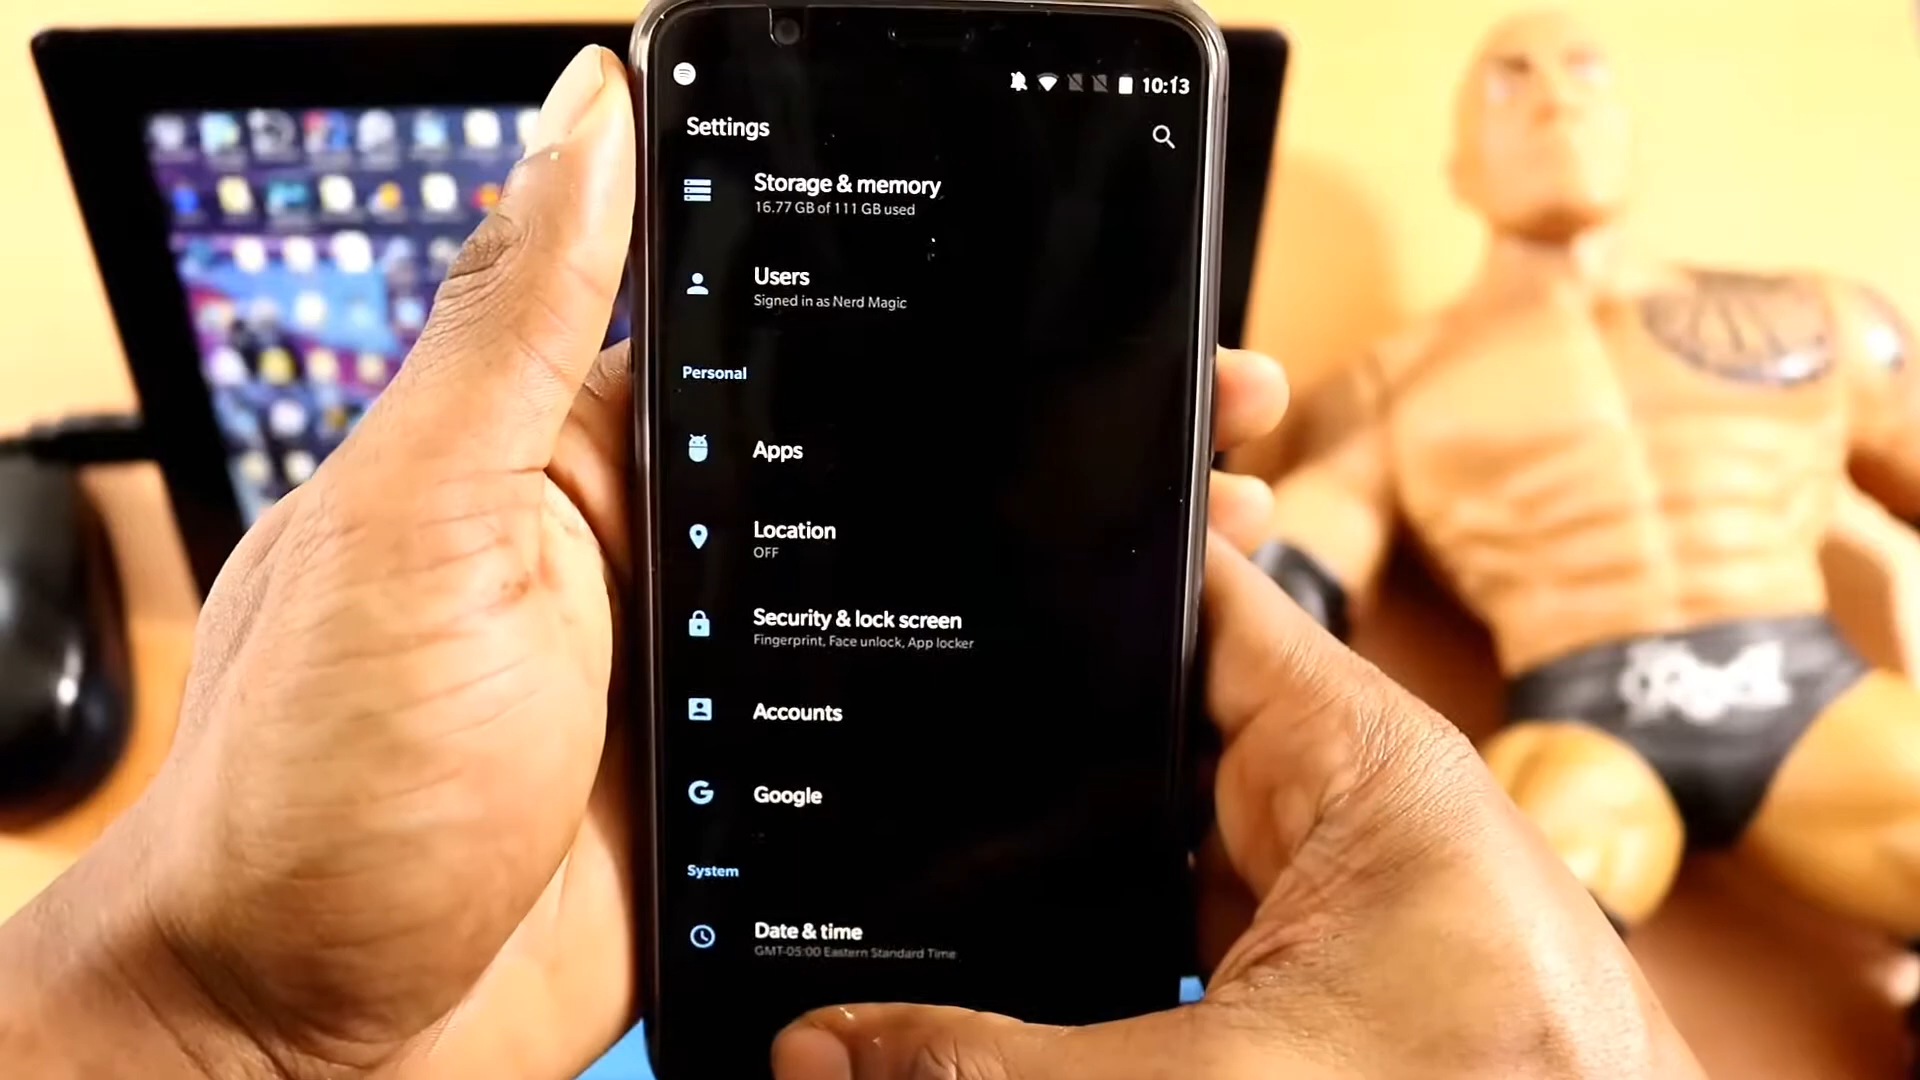 10:13
Settings
Storage & memory
16.77 GB of 111 GB used
Users
Signed in as Nerd Magic
Personal
Apps
Location
OFF
Security & lock screen
Fingerprint, Face unlock, App locker
Accounts
Google
System
Date & time
GMT-05:00 Eastern Standard Time